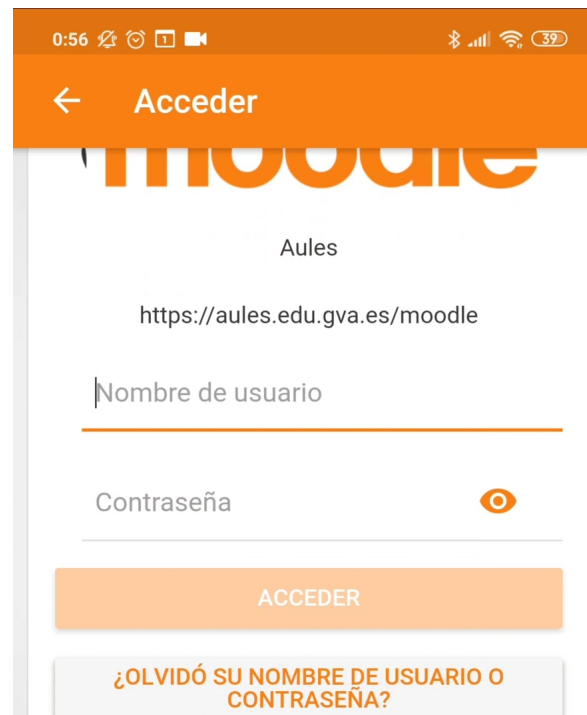 0:56 1 39
Acceder
moodle
Aules
https://aules.edu.gva.es/moodle
Nombre de usuario
Contraseña
ACCEDER
¿OLVIDÓ SU NOMBRE DE USUARIO O
CONTRASEÑA?